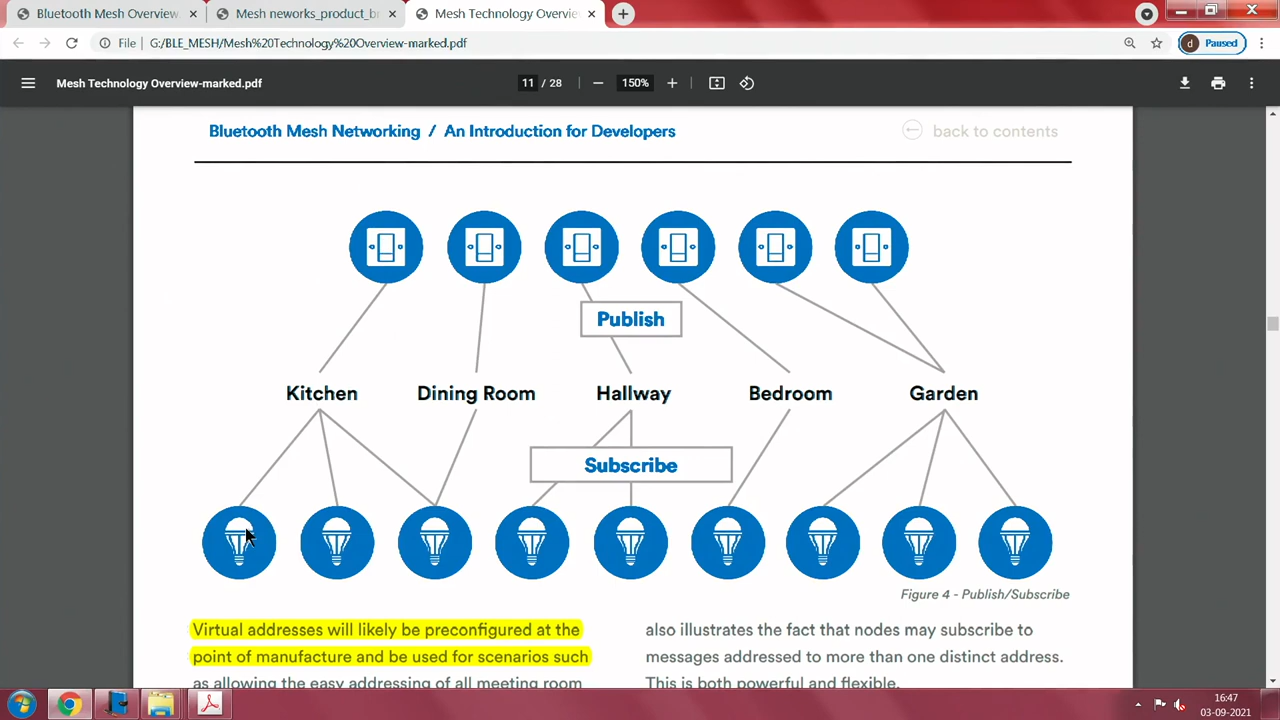 Bluetooth Mesh Overview
Mesh neworks_product_b
Mesh Technology Overvie
File
G:/BLE_MESH/Mesh%20Technology%20Overview-marked.pdf
d
Paused
Mesh Technology Overview-marked.pdf
11 / 28
150%
Bluetooth Mesh Networking / An Introduction for Developers
back to contents
Publish
Kitchen
Dining Room
Hallway
Bedroom
Garden
Subscribe
Figure 4 - Publish/Subscribe
Virtual addresses will likely be preconfigured at the
point of manufacture and be used for scenarios such
as allowing the easy addressing of all meeting room
also illustrates the fact that nodes may subscribe to
messages addressed to more than one distinct address.
This is both powerful and flexible.
16:47
03-09-2021